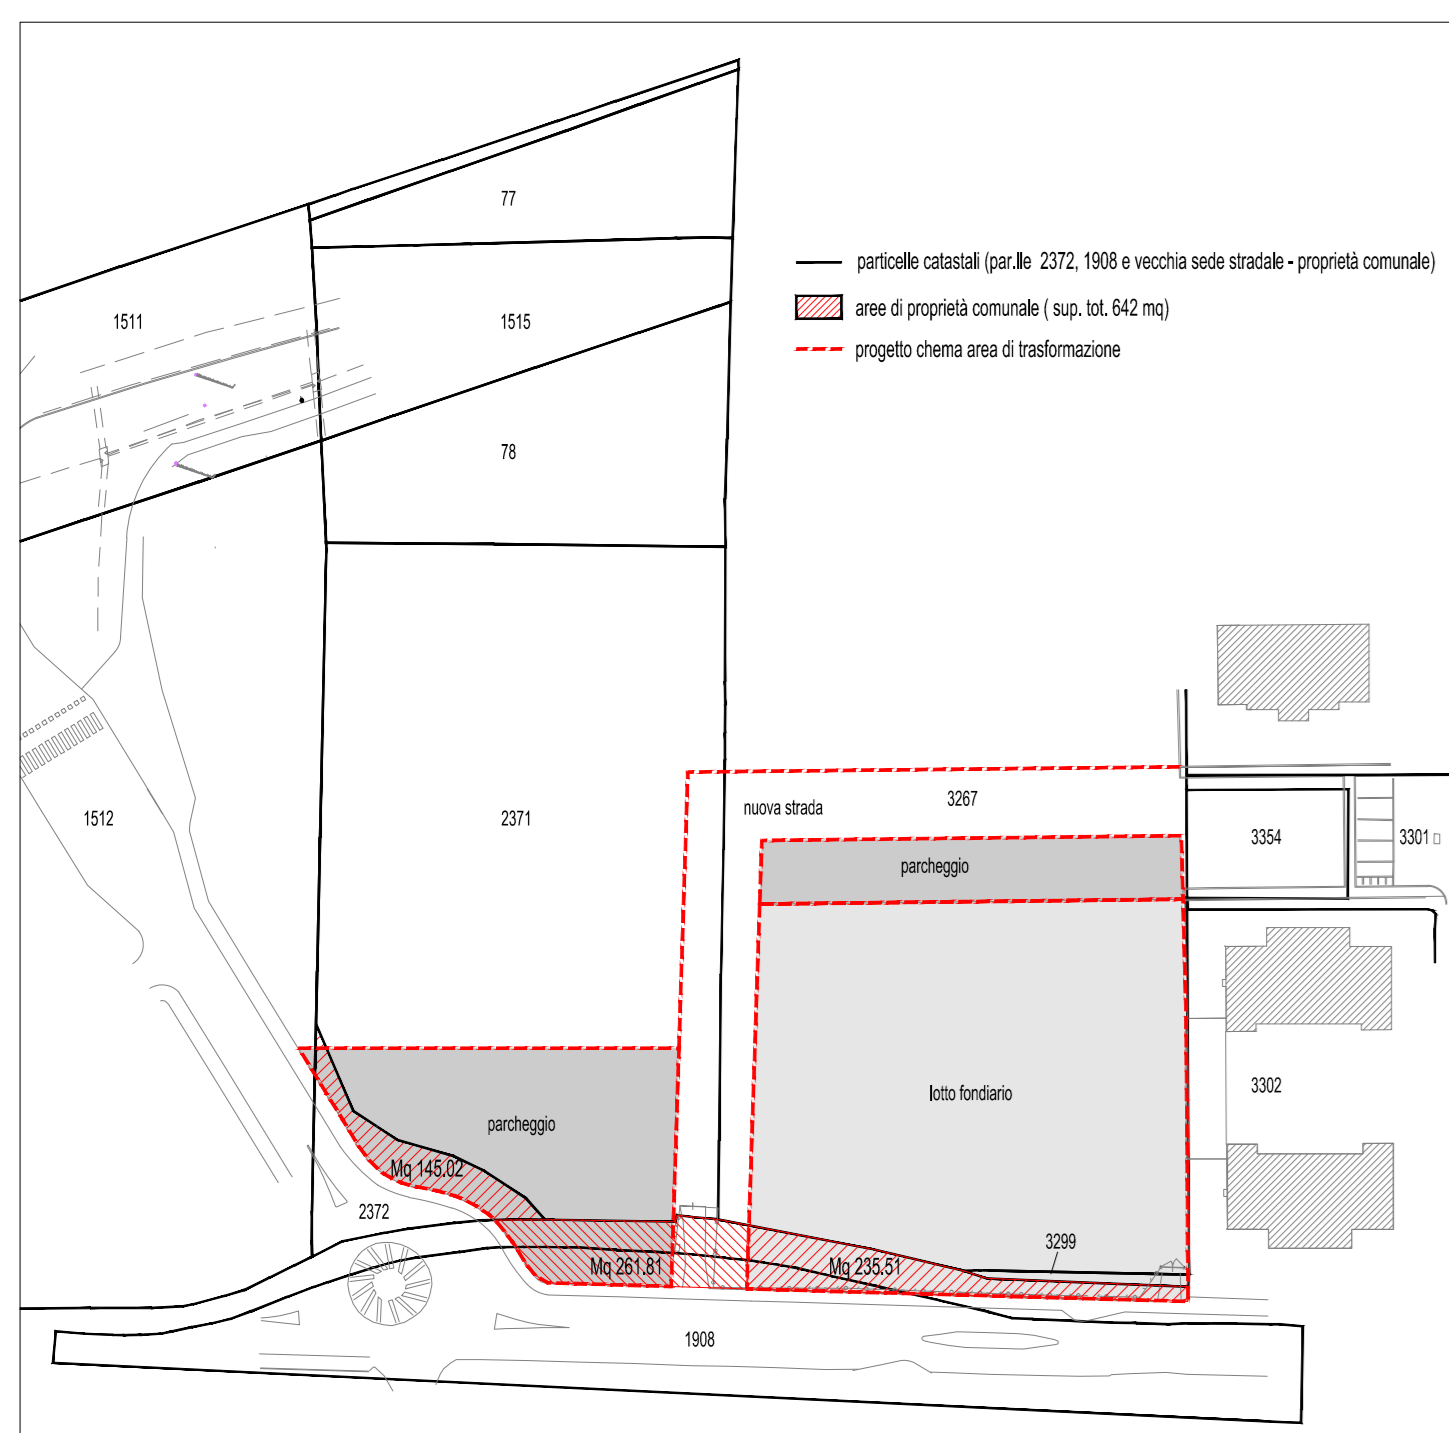 77
particelle catastali (par.lle 2372, 1908 e vecchia sede stradale - proprietà comunale)
aree di proprietà comunale ( sup. tot. 642 mq)
progetto chema area di trasformazione
1511
1515
78
1512
2371
nuova strada
3267
3354
3301
parcheggio
lotto fondiario
3302
parcheggio
Mq 145.02
2372
3299
Mq 261.81
Mq 235.51
1908